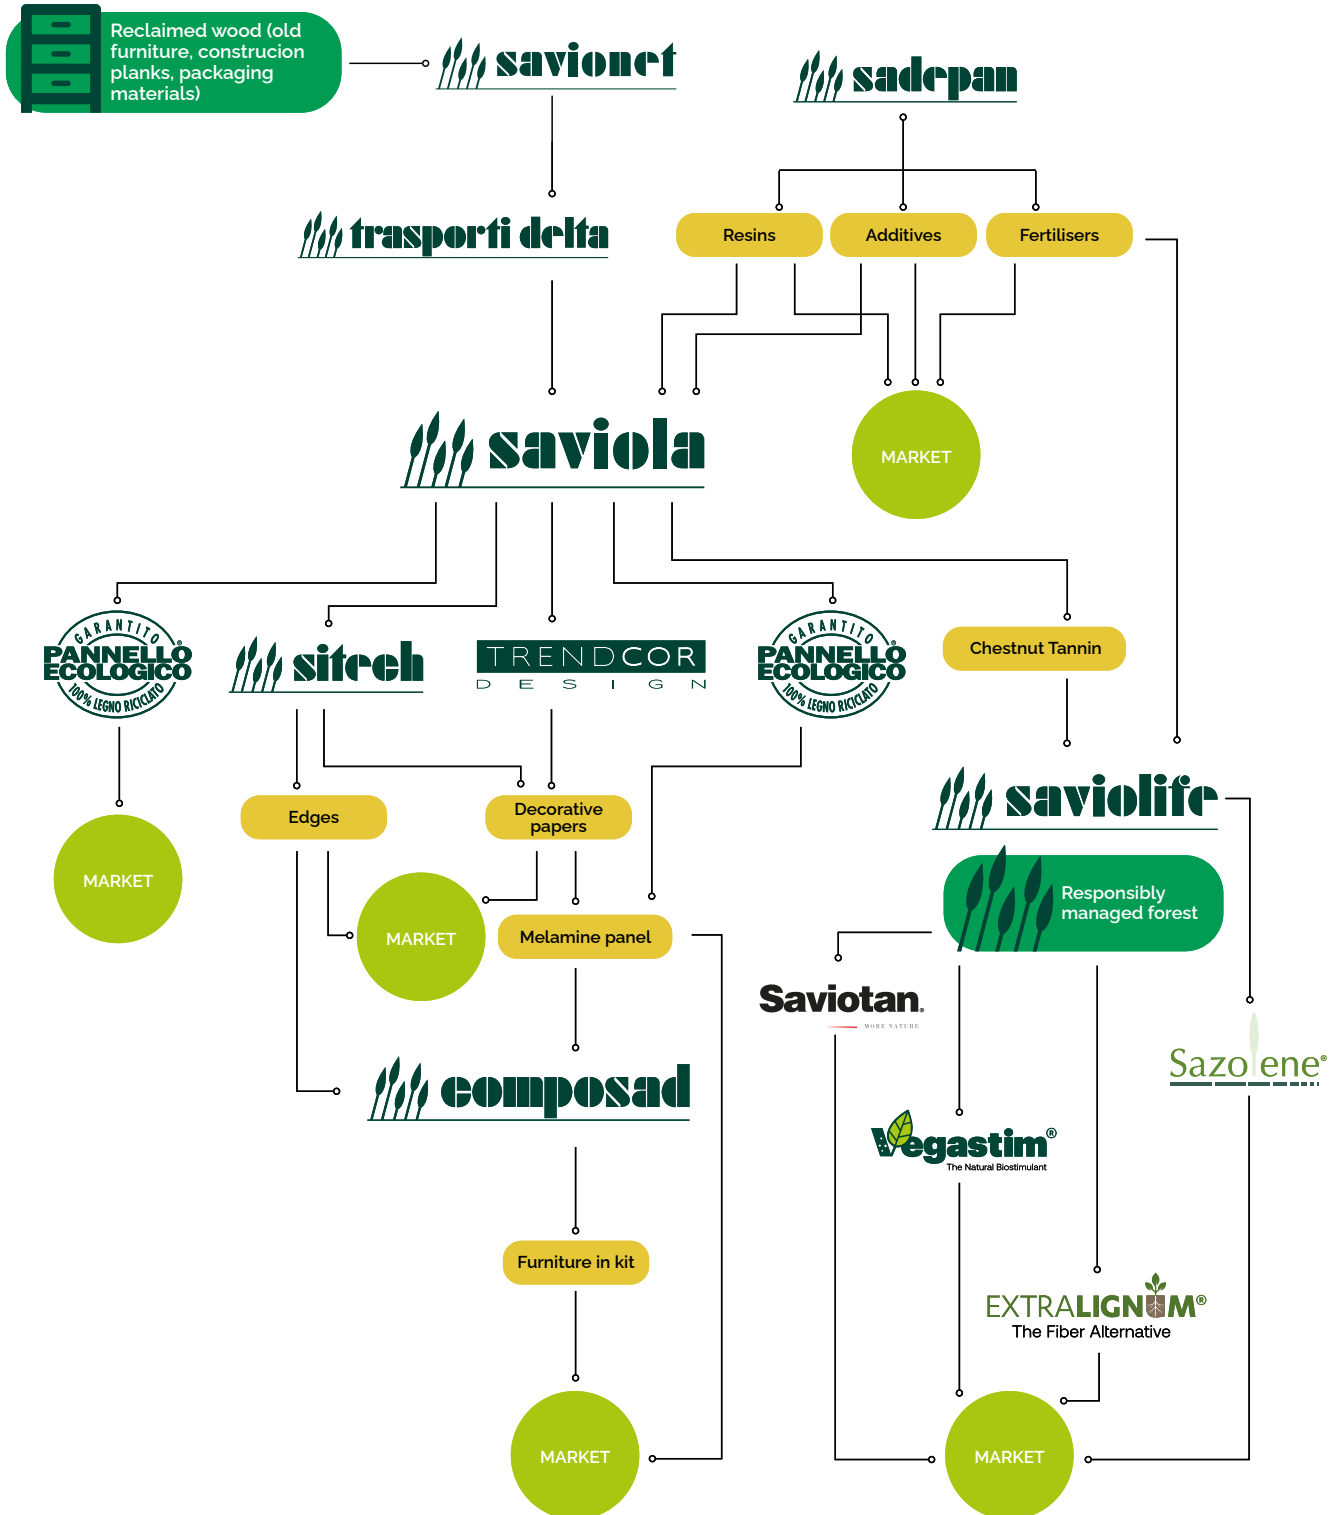 Reclaimed wood (old
furniture, construcion
planks, packaging
materials)
savionet
sadepan
trasporti delta
Resins
Additives
Fertilisers
saviola
MARKET
GARANTITO
PANNELLO®
ECOLOGICO
100% LEGNO RICICLATO
sitech
TRENDCOR
DESIGN
GARANTITO
PANNELLO®
ECOLOGICO
100% LEGNO RICICLATO
Chestnut Tannin
saviolife
Edges
Decorative
papers
MARKET
MARKET
Melamine panel
Responsibly
managed forest
Saviotan®
MORE NATURE
Sazolene®
composad
Vegastim®
The Natural Biostimulant
Furniture in kit
EXTRALIGNUM®
The Fiber Alternative
MARKET
MARKET